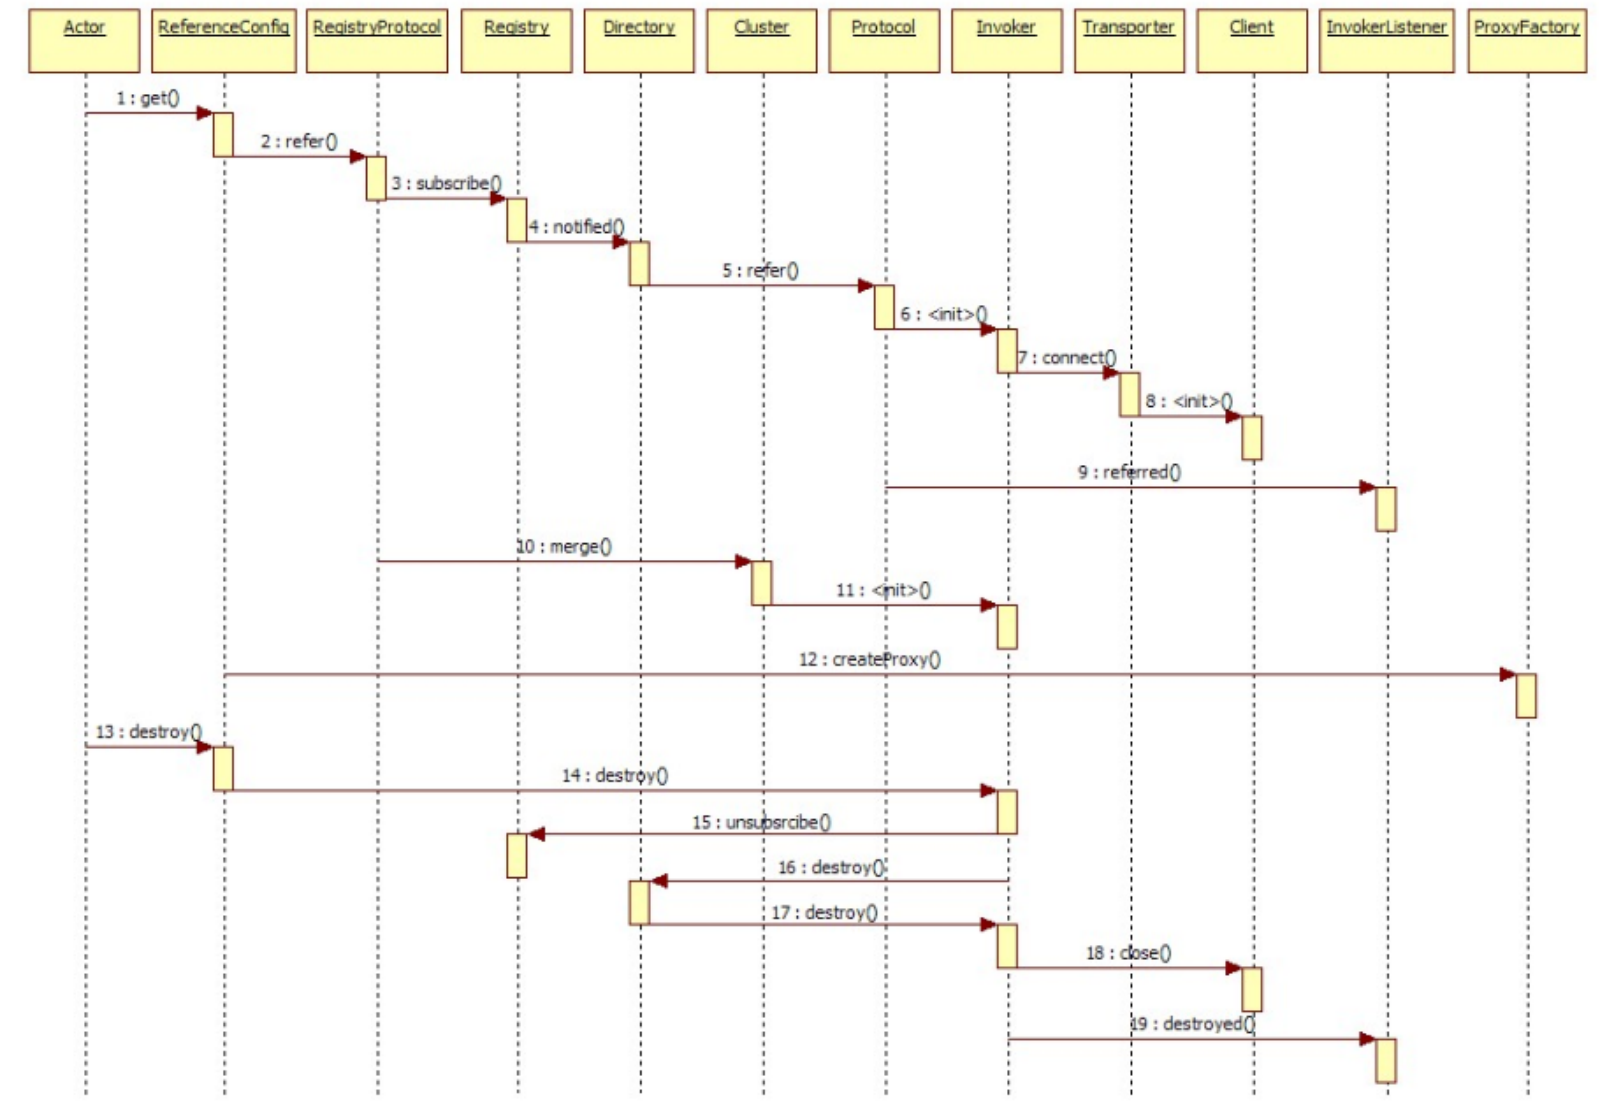 Actor ReferenceConfig RegistryProtocol Registry Directory Cluster Protocol Invoker Transporter Client InvokerListener ProxyFactory
1 : get()
2 : refer()
3 : subscribe()
4 : notified()
5 : refer()
6 : <init>()
7 : connect()
8 : <init>()
9 : referred()
10 : merge()
11 : <init>()
12 : createProxy()
13 : destroy()
14 : destroy()
15 : unsubsrcibe()
16 : destroy()
17 : destroy()
18 : close()
19 : destroyed()